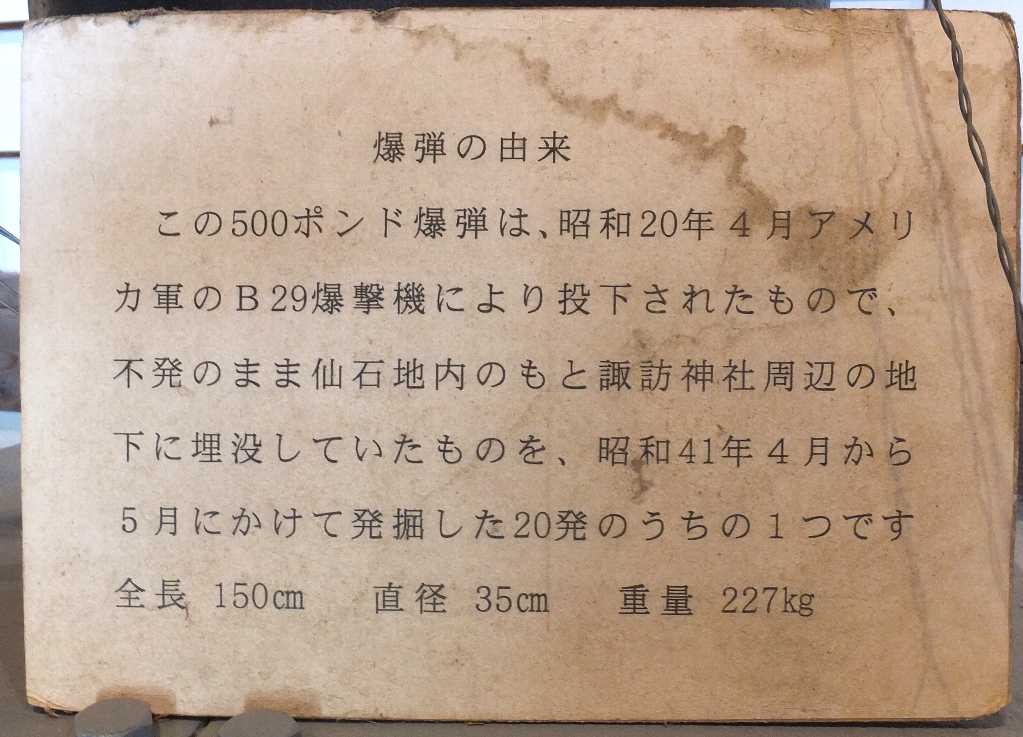 爆弾の由来
この500ポンド爆弾は、昭和20年４月アメリ
カ軍のＢ29爆撃機により投下されたもので、
不発のまま仙石地内のもと諏訪神社周辺の地
下に埋没していたものを、昭和41年４月から
５月にかけて発掘した20発のうちの１つです
全長 150㎝　直径 35㎝　重量 227㎏